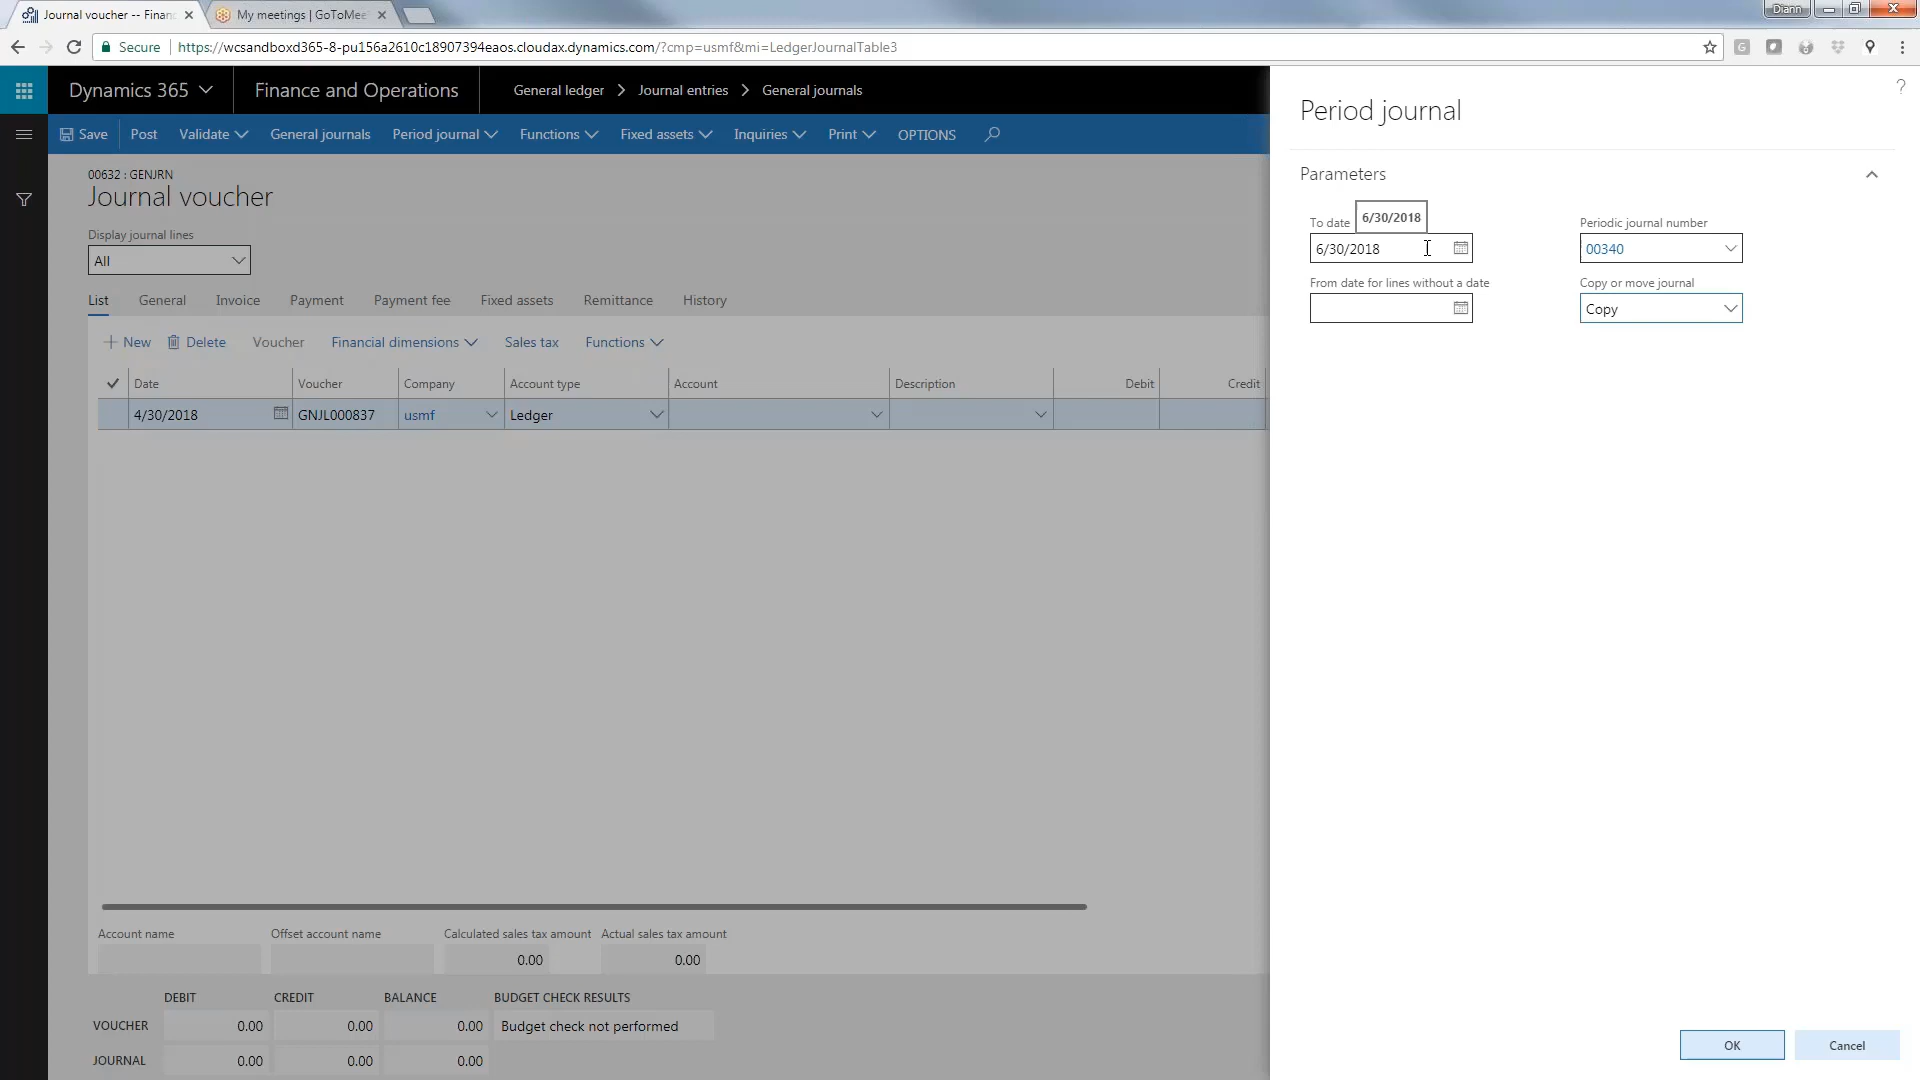 Journal voucher -- Finan
My meetings | GoToMee
Diann
Secure
https://wcsandboxd365-8-pu156a2610c18907394eaos.cloudax.dynamics.com/?cmp=usmf&mi=LedgerJournalTable3
Dynamics 365
Finance and Operations
General ledger > Journal entries > General journals
?
Period journal
Save
Post
Validate
General journals
Period journal
Functions
Fixed assets
Inquiries
Print
OPTIONS
00632 : GENJRN
Journal voucher
Parameters
Display journal lines
All
To date
6/30/2018
6/30/2018
Periodic journal number
00340
From date for lines without a date
Copy or move journal
Copy
List
General
Invoice
Payment
Payment fee
Fixed assets
Remittance
History
+ New
Delete
Voucher
Financial dimensions
Sales tax
Functions
Date
Voucher
Company
Account type
Account
Description
Debit
Credit
4/30/2018
GNJL000837
usmf
Ledger
Account name
Offset account name
Calculated sales tax amount
Actual sales tax amount
0.00
0.00
DEBIT
CREDIT
BALANCE
BUDGET CHECK RESULTS
VOUCHER
0.00
0.00
0.00
Budget check not performed
JOURNAL
0.00
0.00
0.00
OK
Cancel